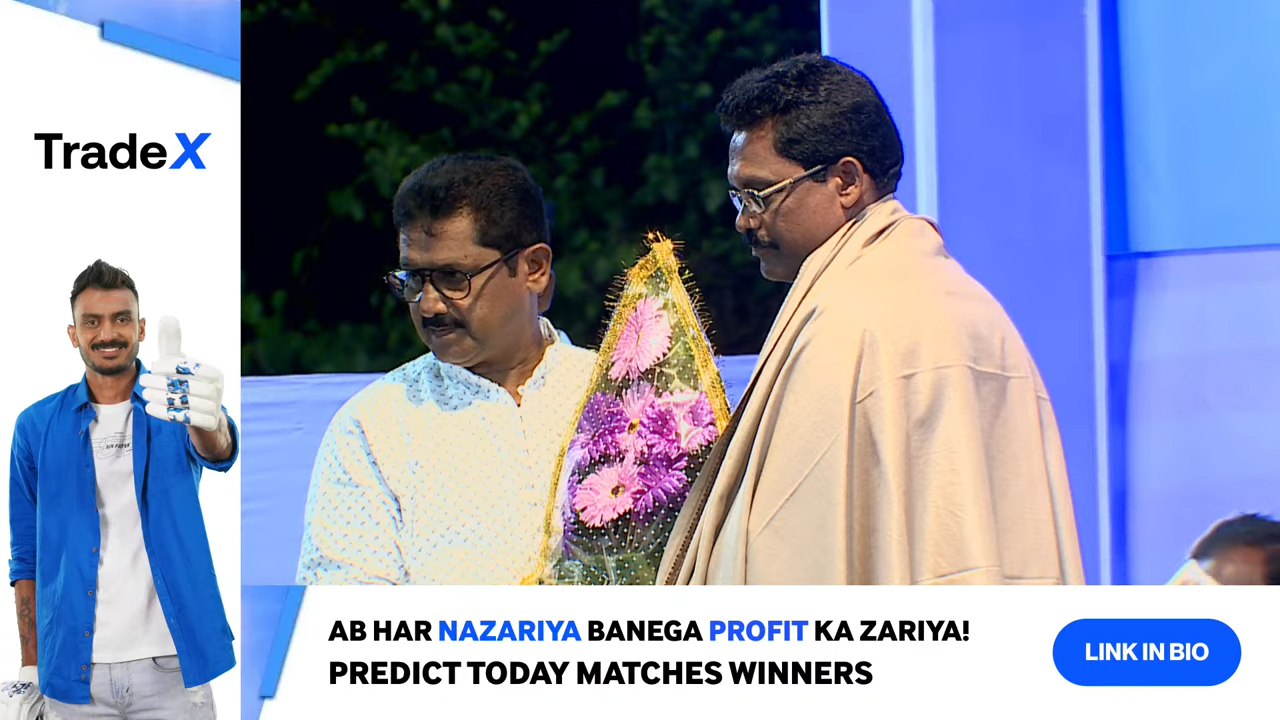 TradeX
AB HAR NAZARIYA BANEGA PROFIT KA ZARIYA!
PREDICT TODAY MATCHES WINNERS
LINK IN BIO